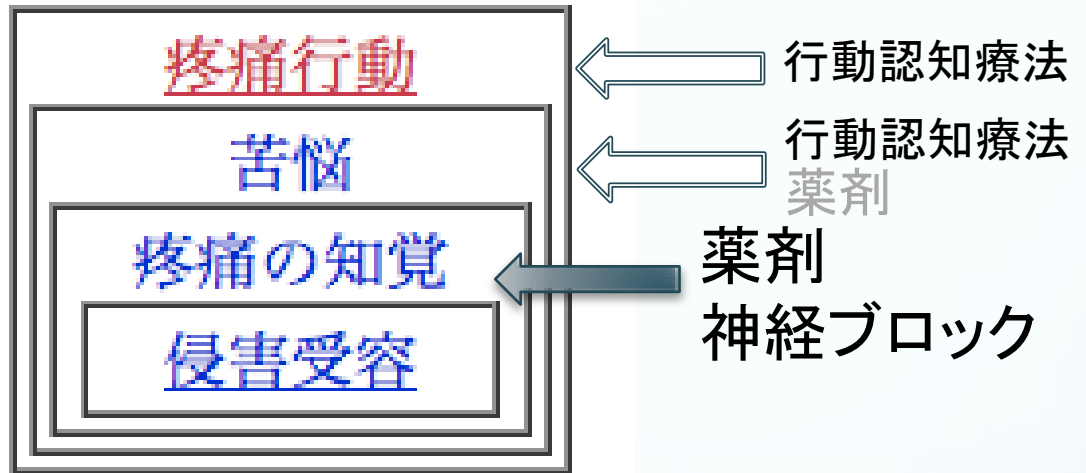 疼痛行動
行動認知療法
苦悩
行動認知療法
薬剤
疼痛の知覚
薬剤
神経ブロック
侵害受容